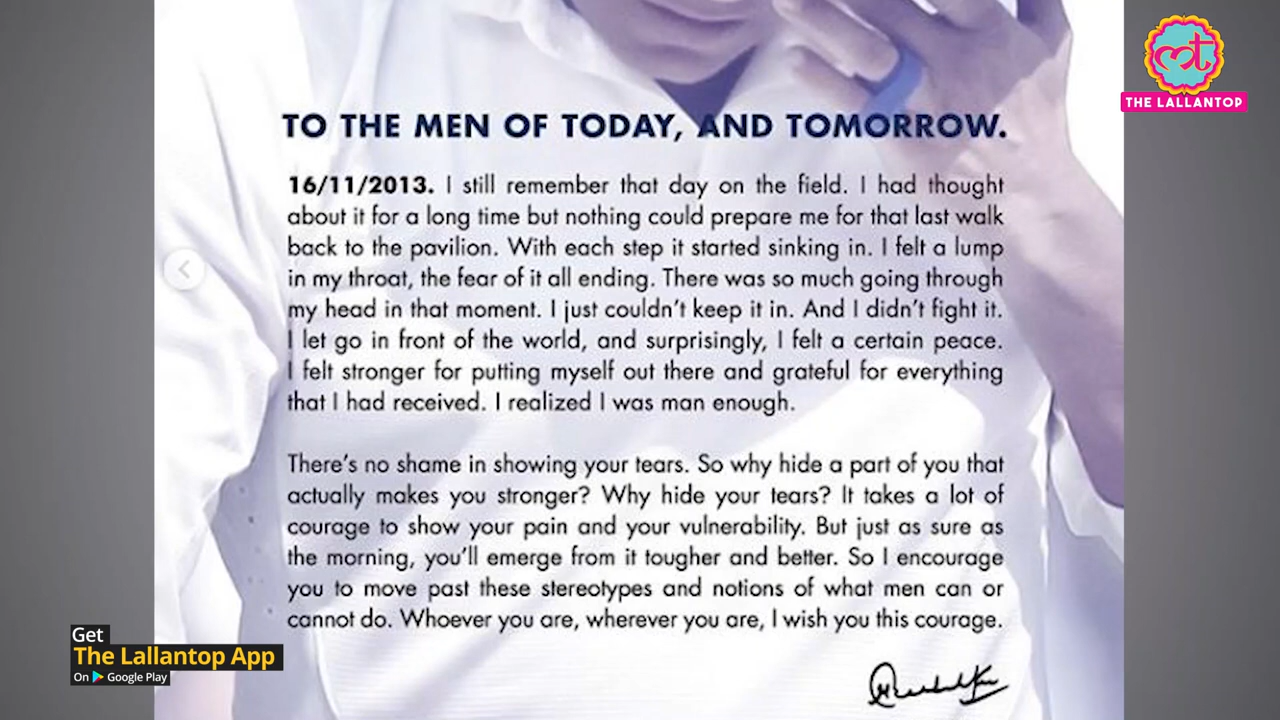 THE LALLANTOP
TO THE MEN OF TODAY, AND TOMORROW.
16/11/2013. I still remember that day on the field. I had thought
about it for a long time but nothing could prepare me for that last walk
back to the pavilion. With each step it started sinking in. I felt a lump
in my throat, the fear of it all ending. There was so much going through
my head in that moment. I just couldn't keep it in. And I didn't fight it.
I let go in front of the world, and surprisingly, I felt a certain peace.
I felt stronger for putting myself out there and grateful for everything
that I had received. I realized I was man enough.
There's no shame in showing your tears. So why hide a part of you that
actually makes you stronger? Why hide your tears? It takes a lot of
courage to show your pain and your vulnerability. But just as sure as
the morning, you'll emerge from it tougher and better. So I encourage
you to move past these stereotypes and notions of what men can or
cannot do. Whoever you are, wherever you are, I wish you this courage.
Get
The Lallantop App
On Google Play